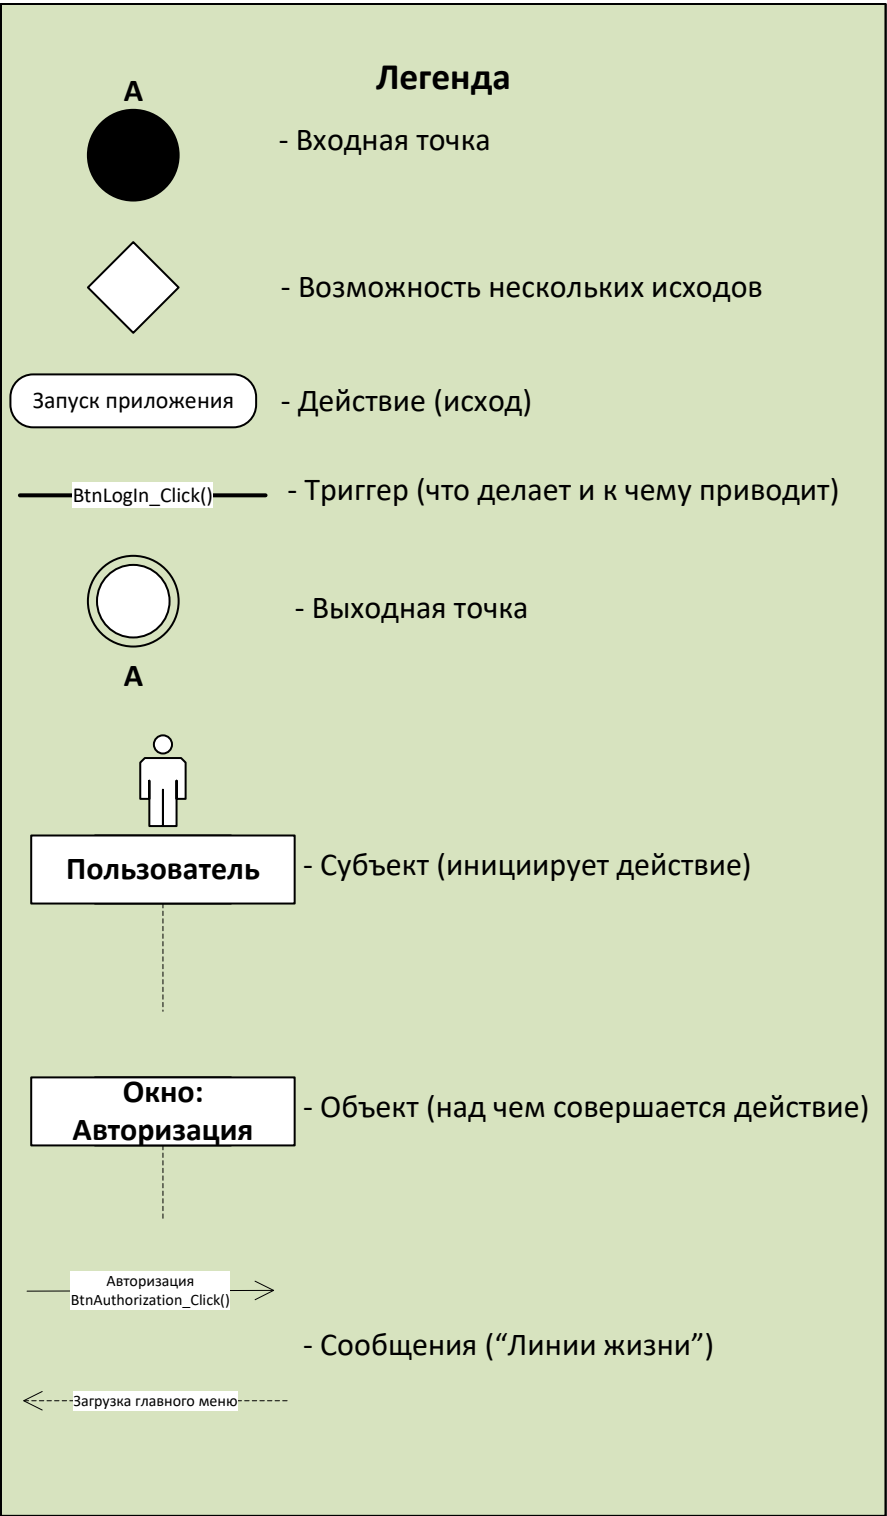 Легенда
А
- Входная точка
- Возможность нескольких исходов
Запуск приложения
- Действие (исход)
BtnLogIn_Click()
- Триггер (что делает и к чему приводит)
- Выходная точка
А
Пользователь
- Субъект (инициирует действие)
Окно:
Авторизация
- Объект (над чем совершается действие)
Авторизация
BtnAuthorization_Click()
- Сообщения (“Линии жизни”)
Загрузка главного меню